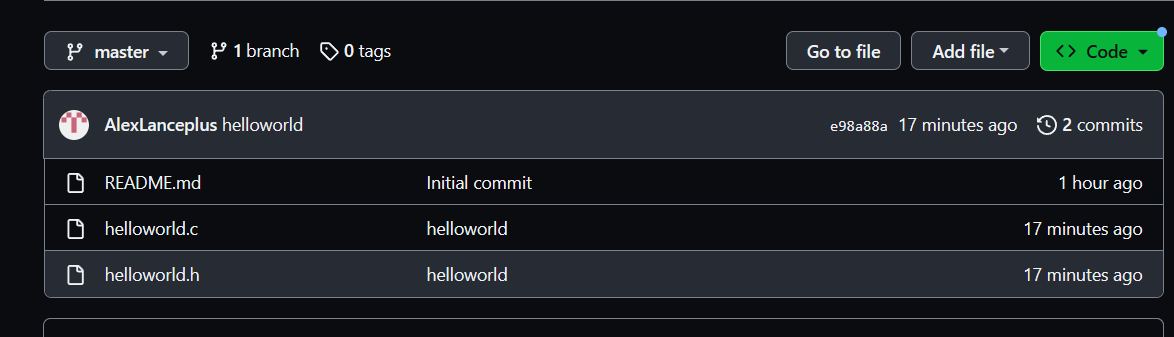 master 1 branch 0 tags Go to file Add file Code
AlexLanceplus helloworld e98a88a 17 minutes ago 2 commits
README.md Initial commit 1 hour ago
helloworld.c helloworld 17 minutes ago
helloworld.h helloworld 17 minutes ago